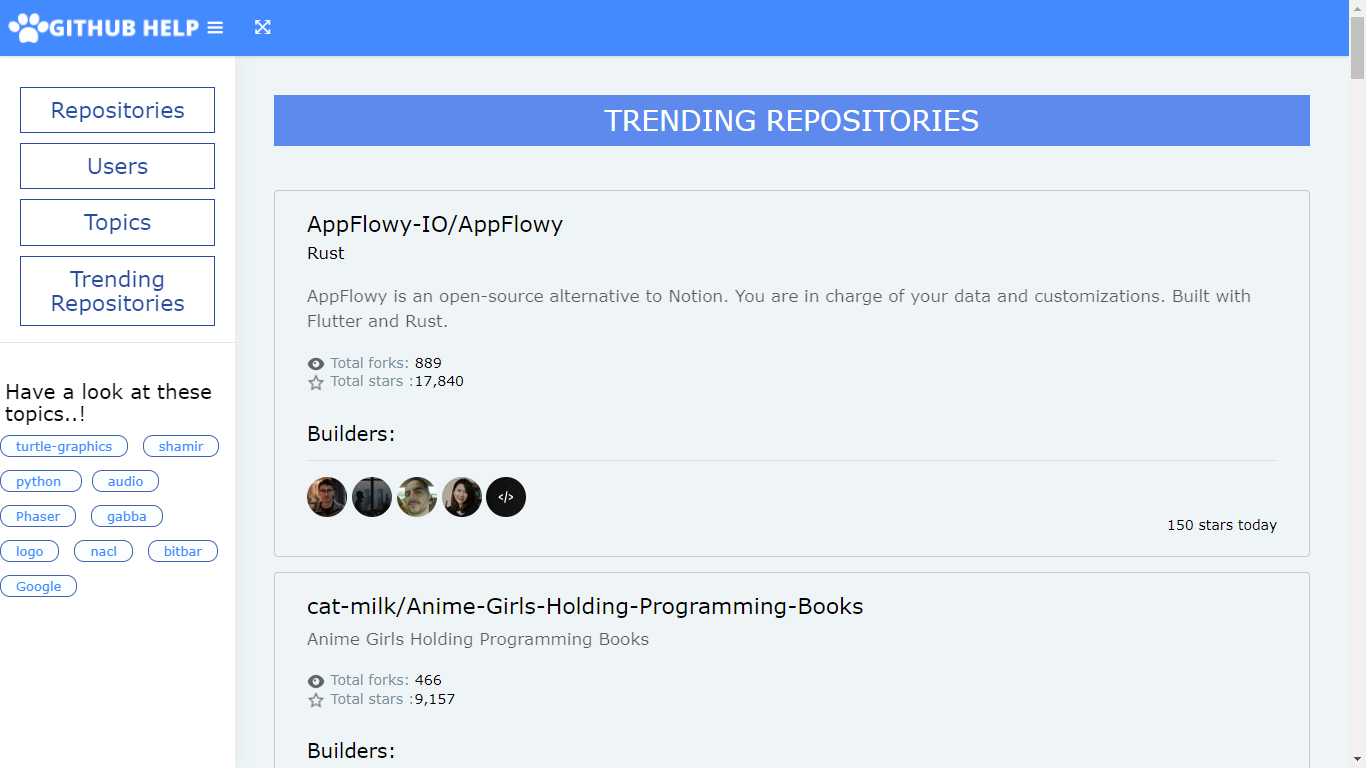 GITHUB HELP
Repositories
Users
Topics
Trending
Repositories
Have a look at these
topics..!
turtle-graphics shamir
python audio
Phaser gabba
logo nacl bitbar
Google
TRENDING REPOSITORIES
AppFlowy-IO/AppFlowy
Rust
AppFlowy is an open-source alternative to Notion. You are in charge of your data and customizations. Built with
Flutter and Rust.
Total forks: 889
Total stars :17,840
Builders:
</>
150 stars today
cat-milk/Anime-Girls-Holding-Programming-Books
Anime Girls Holding Programming Books
Total forks: 466
Total stars :9,157
Builders: